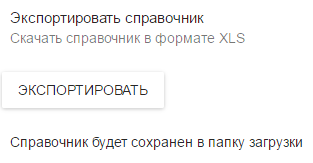 Экспортировать справочник
Скачать справочник в формате XLS
ЭКСПОРТИРОВАТЬ
Справочник будет сохранен в папку загрузки